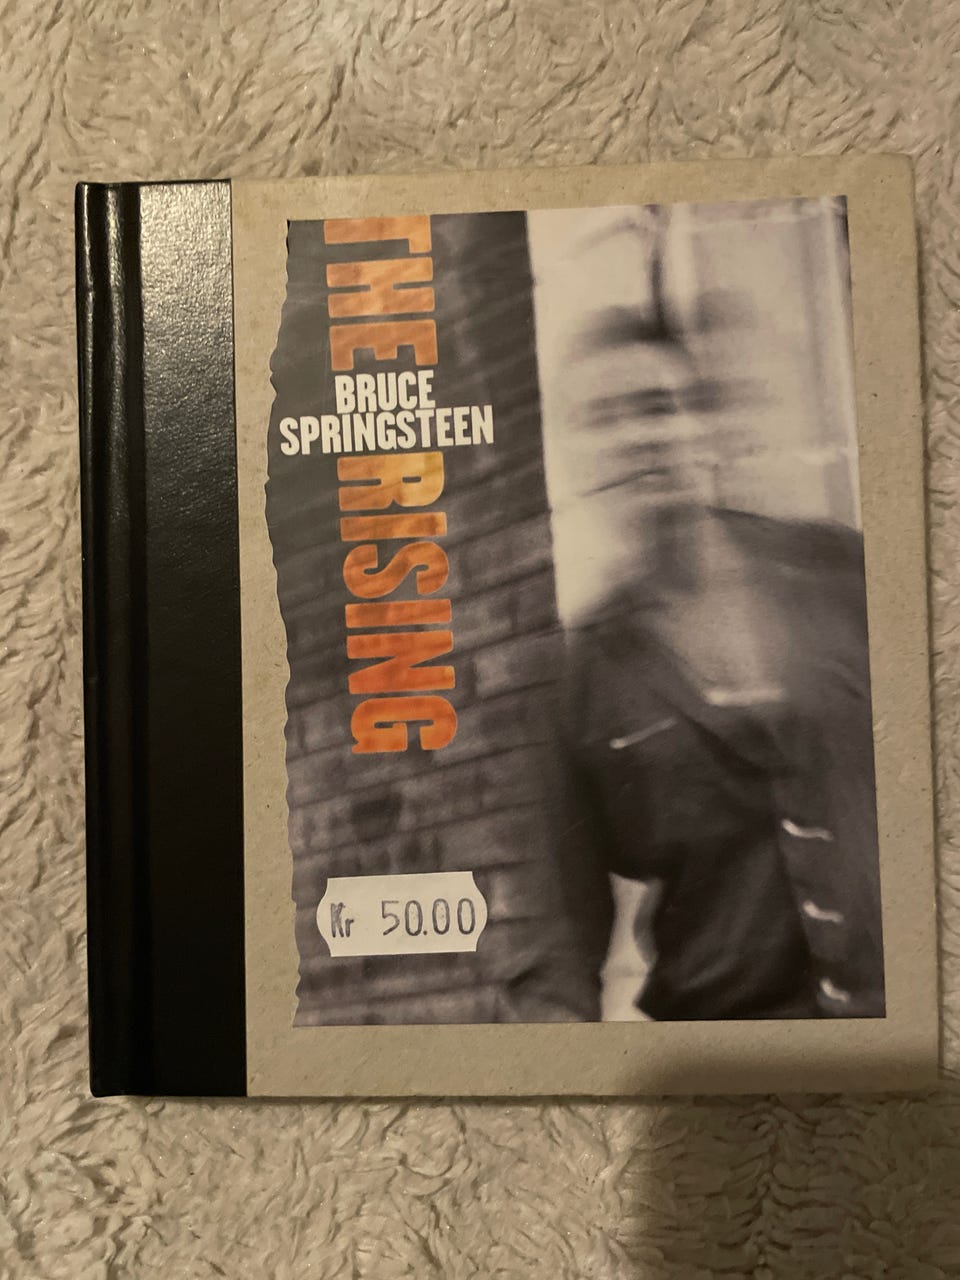 THE
BRUCE
SPRINGSTEEN
RISING
Kr 50.00